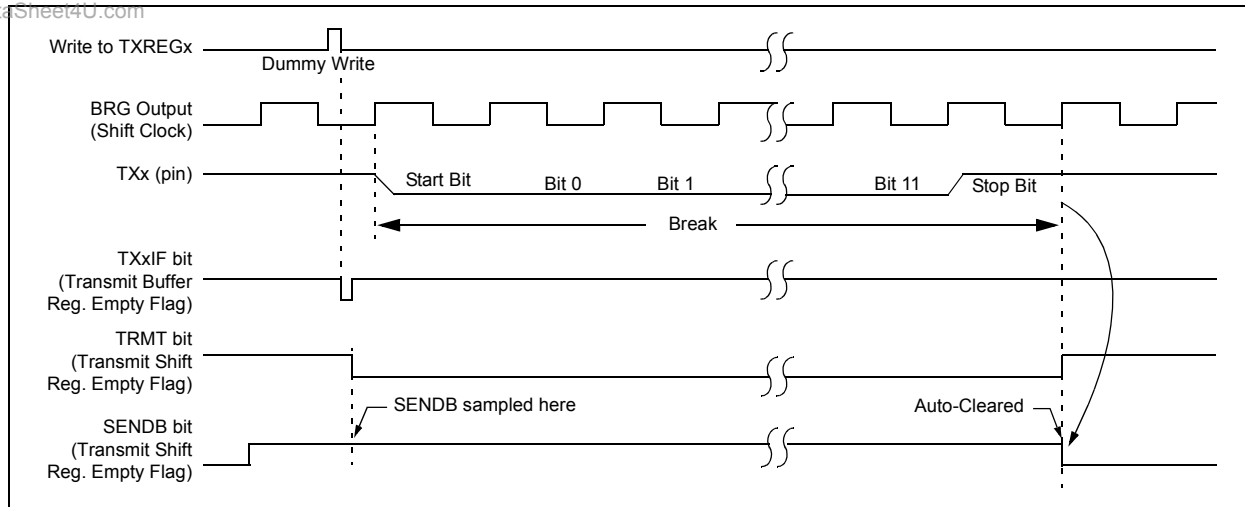 taSheet4U.com
Write to TXREGx
Dummy Write
BRG Output
(Shift Clock)
TXx (pin)
Start Bit
Bit 0
Bit 1
Bit 11
Stop Bit
Break
TXxIF bit
(Transmit Buffer
Reg. Empty Flag)
TRMT bit
(Transmit Shift
Reg. Empty Flag)
SENDB sampled here
Auto-Cleared
SENDB bit
(Transmit Shift
Reg. Empty Flag)